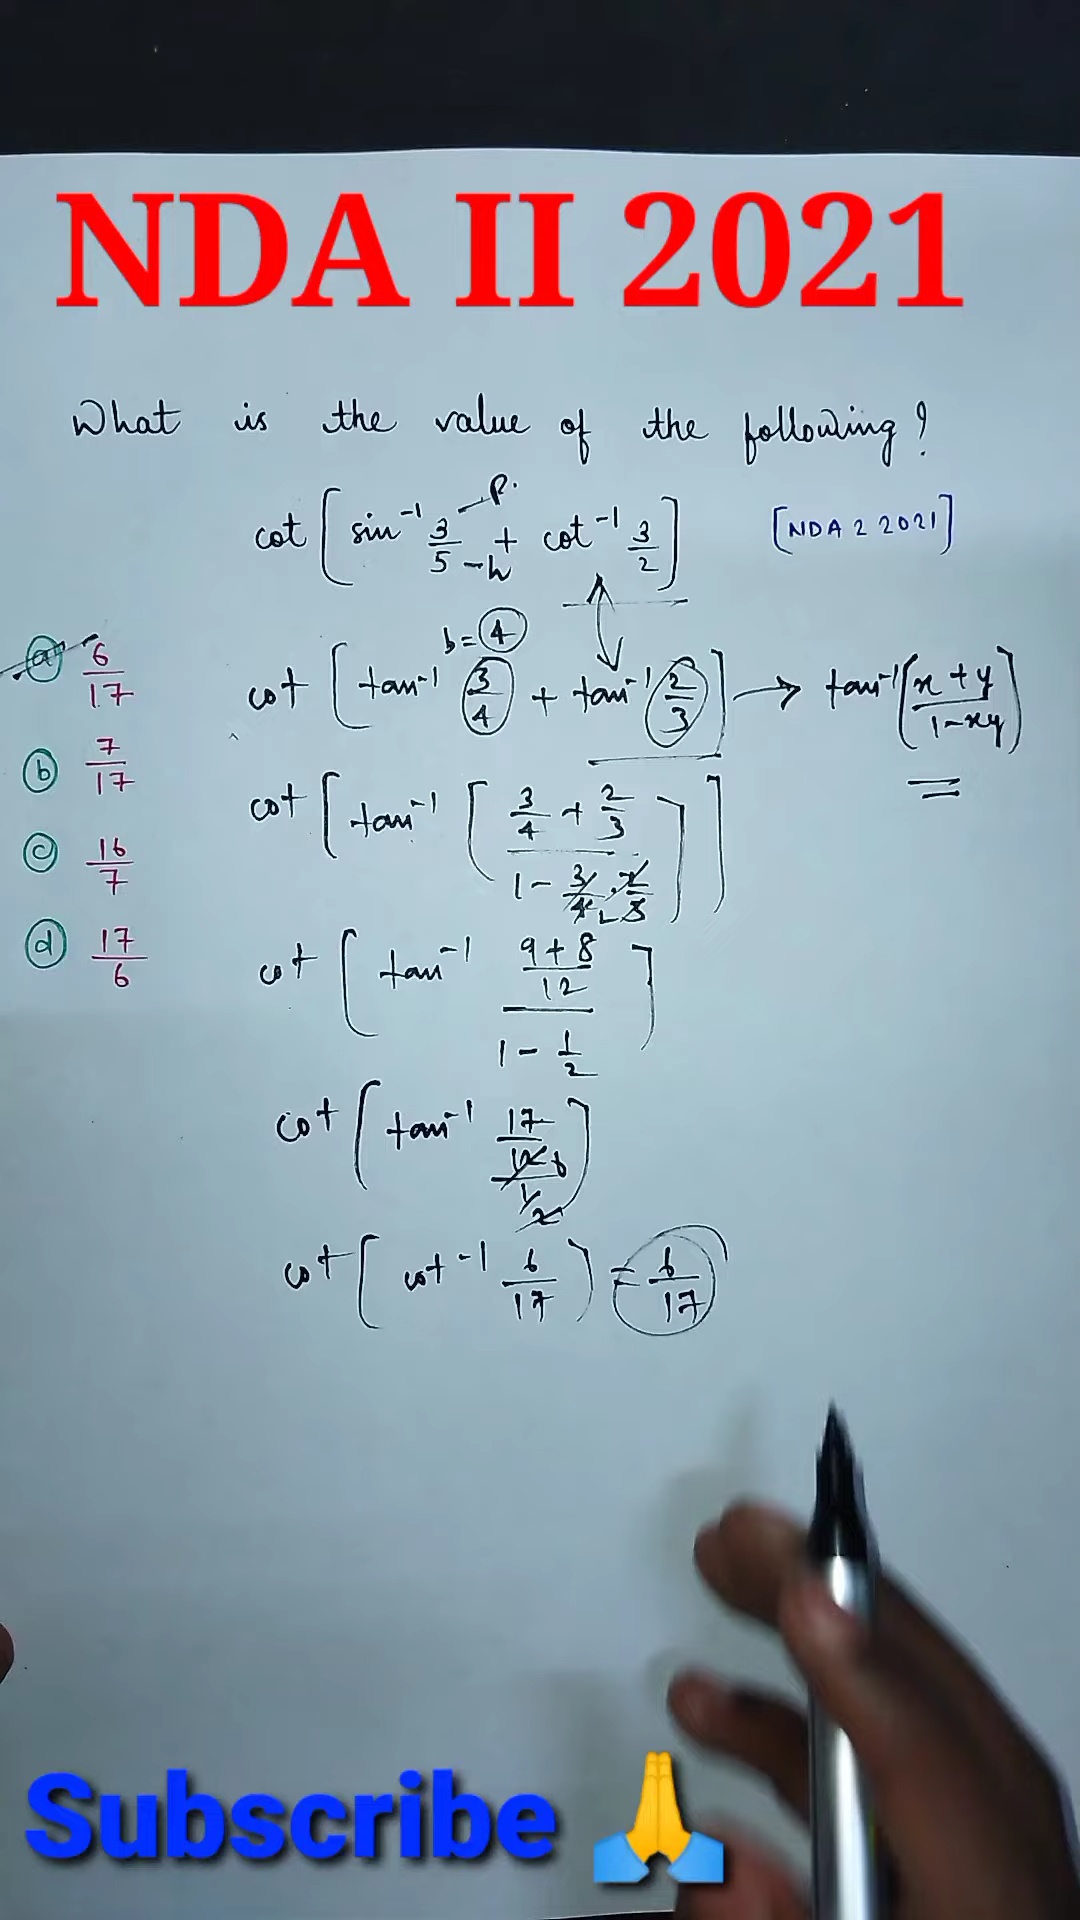 NDA II 2021
What is the value of the following?
cot [ sin⁻¹ 3/5 + cot⁻¹ 3/2 ] [NDA 2 2021]
p.
h
b = 4
cot [ tan⁻¹ 3/4 + tan⁻¹ 2/3 ] → tan⁻¹ ( x + y / 1 - xy )
cot [ tan⁻¹ [ 3/4 + 2/3 / 1 - 3/4 . 2/3 ] ]
cot [ tan⁻¹ 9 + 8 / 12 / 1 - 1/2 ]
cot ( tan⁻¹ 17 / 12 6 / 1/2 )
cot [ cot⁻¹ 6/17 ) = 6/17
a 6/17
b 7/17
c 16/7
d 17/6
Subscribe 🙏